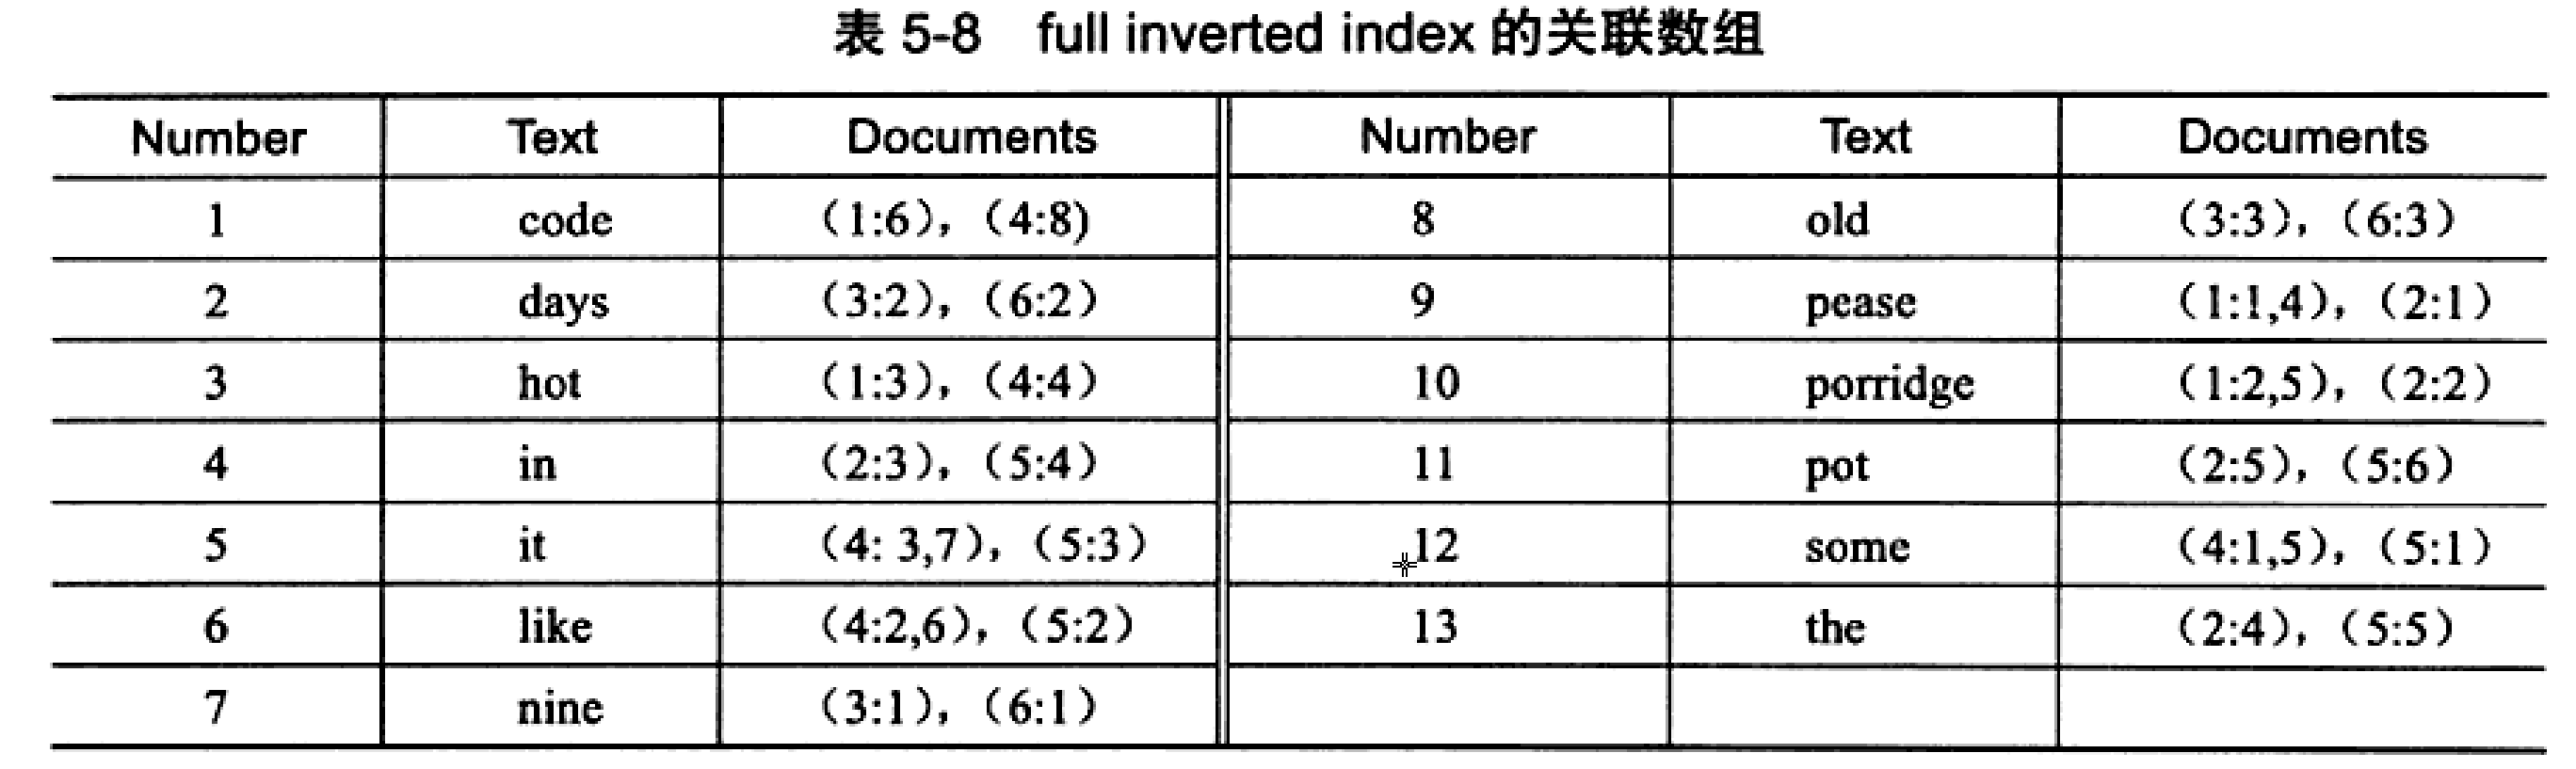 表 5-8 full inverted index 的关联数组
Number Text Documents Number Text Documents
1 code (1:6), (4:8) 8 old (3:3), (6:3)
2 days (3:2), (6:2) 9 pease (1:1,4), (2:1)
3 hot (1:3), (4:4) 10 porridge (1:2,5), (2:2)
4 in (2:3), (5:4) 11 pot (2:5), (5:6)
5 it (4: 3,7), (5:3) 12 some (4:1,5), (5:1)
6 like (4:2,6), (5:2) 13 the (2:4), (5:5)
7 nine (3:1), (6:1)